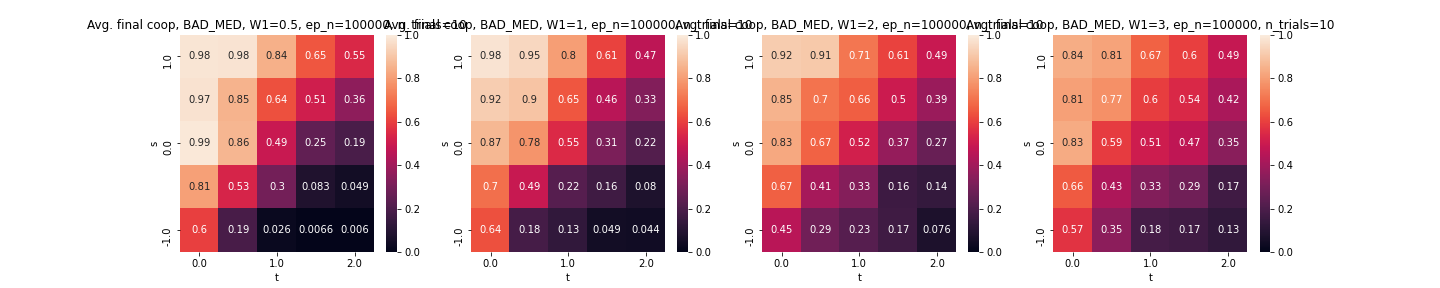 Avg. final coop, BAD_MED, W1=0.5, ep_n=100000, n_trials=10
1.0 0.98 0.98 0.84 0.65 0.55
0.97 0.85 0.64 0.51 0.36
0.0 0.99 0.86 0.49 0.25 0.19
0.81 0.53 0.3 0.083 0.049
-1.0 0.6 0.19 0.026 0.0066 0.006
s
0.0 1.0 2.0
t
1.0
0.8
0.6
0.4
0.2
0.0
Avg. final coop, BAD_MED, W1=1, ep_n=100000, n_trials=10
1.0 0.98 0.95 0.8 0.61 0.47
0.92 0.9 0.65 0.46 0.33
0.0 0.87 0.78 0.55 0.31 0.22
0.7 0.49 0.22 0.16 0.08
-1.0 0.64 0.18 0.13 0.049 0.044
s
0.0 1.0 2.0
t
1.0
0.8
0.6
0.4
0.2
0.0
Avg. final coop, BAD_MED, W1=2, ep_n=100000, n_trials=10
1.0 0.92 0.91 0.71 0.61 0.49
0.85 0.7 0.66 0.5 0.39
0.0 0.83 0.67 0.52 0.37 0.27
0.67 0.41 0.33 0.16 0.14
-1.0 0.45 0.29 0.23 0.17 0.076
s
0.0 1.0 2.0
t
1.0
0.8
0.6
0.4
0.2
0.0
Avg. final coop, BAD_MED, W1=3, ep_n=100000, n_trials=10
1.0 0.84 0.81 0.67 0.6 0.49
0.81 0.77 0.6 0.54 0.42
0.0 0.83 0.59 0.51 0.47 0.35
0.66 0.43 0.33 0.29 0.17
-1.0 0.57 0.35 0.18 0.17 0.13
s
0.0 1.0 2.0
t
1.0
0.8
0.6
0.4
0.2
0.0